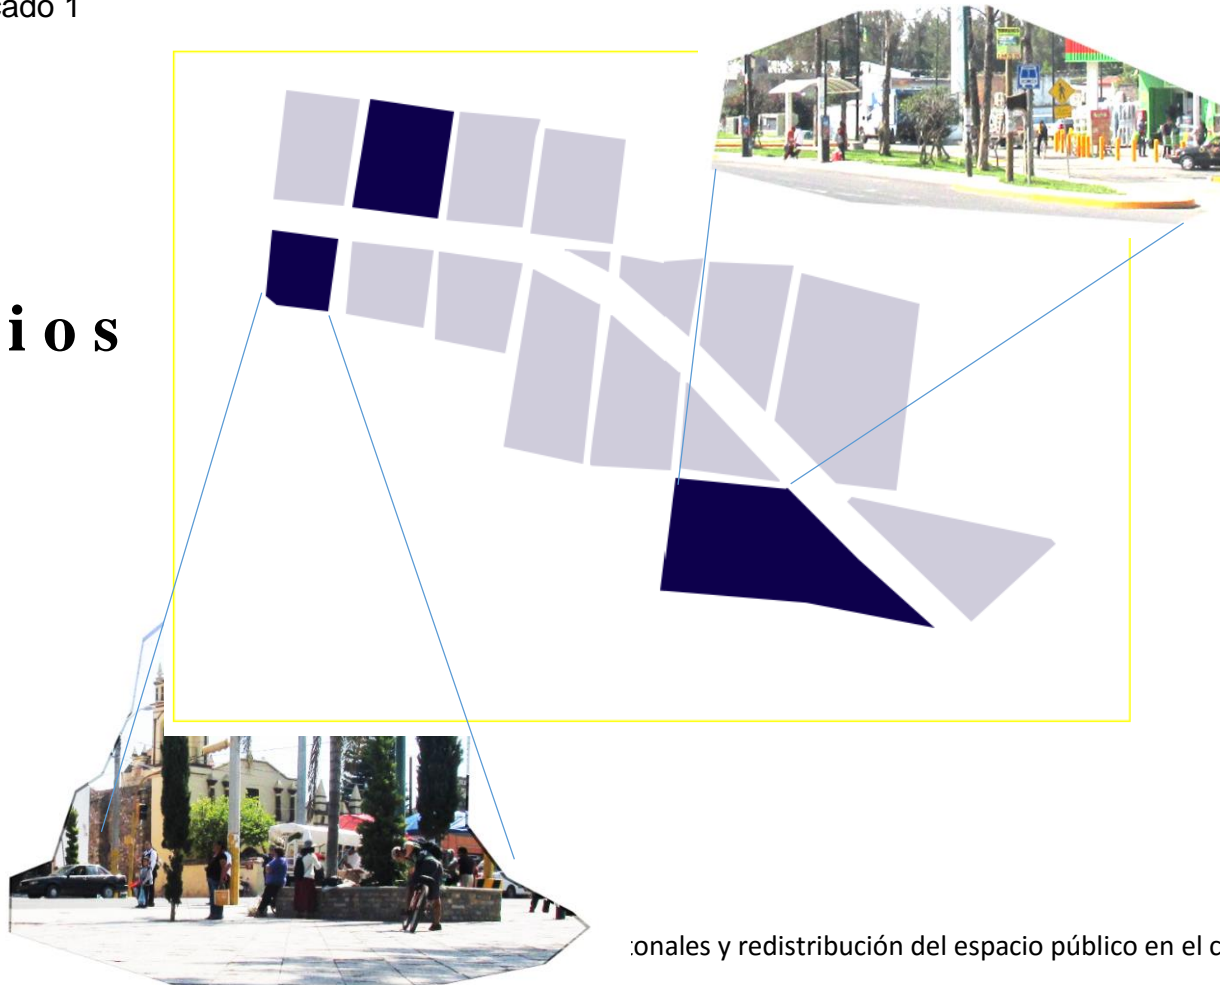 cado 1
i o s
onales y redistribución del espacio público en el c